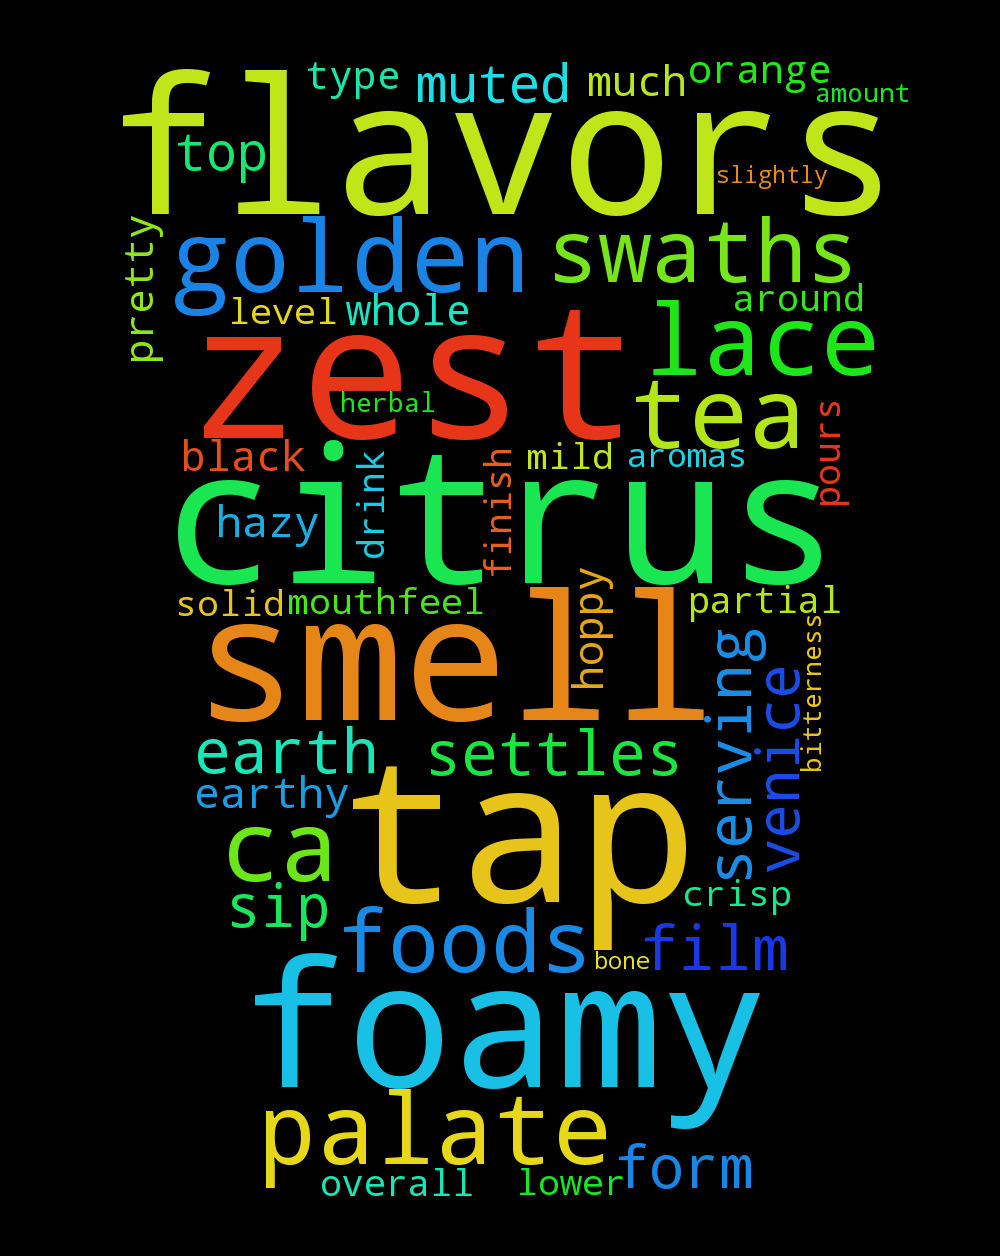 type muted much orange
amount
flavors
top
slightly
pretty
golden swaths
level whole around
lace
zest
herbal
tea
pours
black drink finish mild aromas
citrus
hazy
solid mouthfeel hoppy partial
smell
bitterness
serving
venice
earth settles
earthy
tap
ca
sip
crisp
foods
bone
film
foamy
palate
form
overall lower